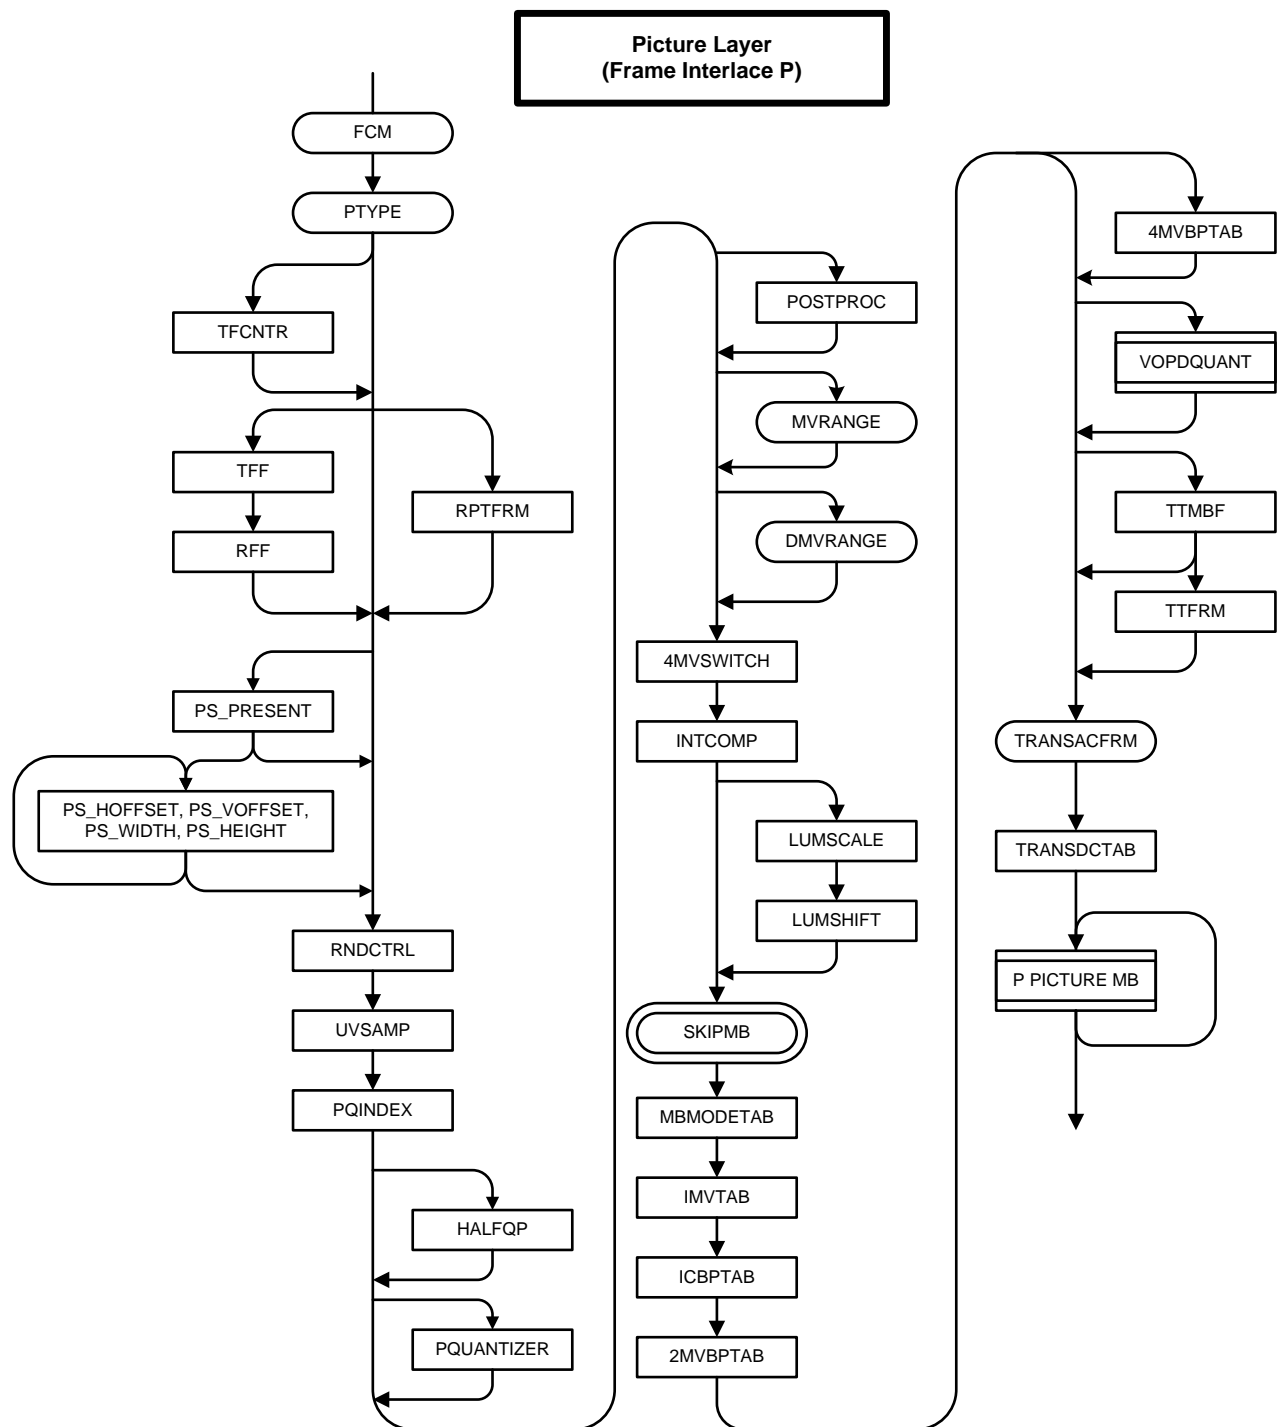 Picture Layer
(Frame Interlace P)
FCM
PTYPE
TFCNTR
TFF
RPTFRM
RFF
PS_PRESENT
PS_HOFFSET, PS_VOFFSET,
PS_WIDTH, PS_HEIGHT
RNDCTRL
UVSAMP
PQINDEX
HALFQP
PQUANTIZER
POSTPROC
MVRANGE
DMVRANGE
4MVSWITCH
INTCOMP
LUMSCALE
LUMSHIFT
SKIPMB
MBMODETAB
IMVTAB
ICBPTAB
2MVBPTAB
4MVBPTAB
VOPDQUANT
TTMBF
TTFRM
TRANSACFRM
TRANSDCTAB
P PICTURE MB